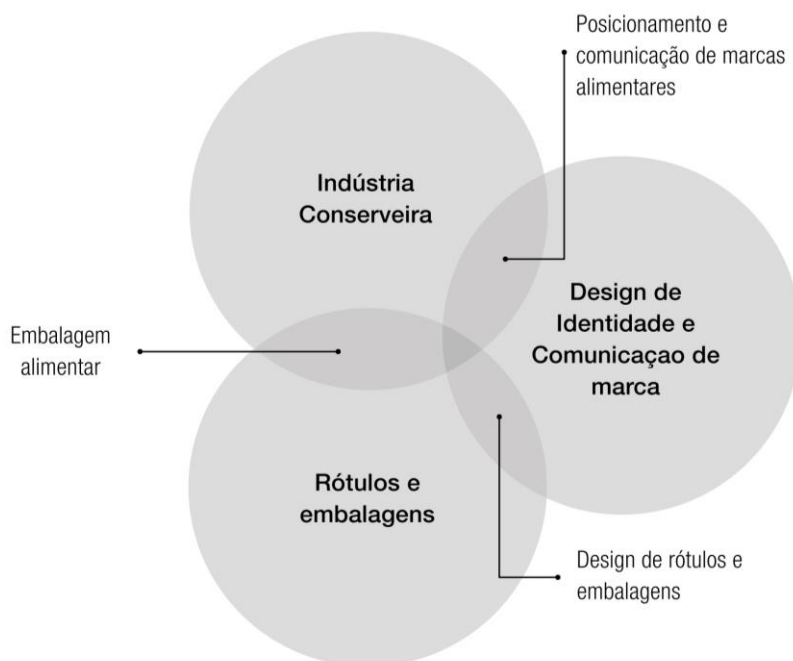 Posicionamento e
comunicação de marcas
alimentares
Indústria
Conserveira
Design de
Identidade e
Comunicaçao de
marca
Embalagem
alimentar
Rótulos e
embalagens
Design de rótulos e
embalagens